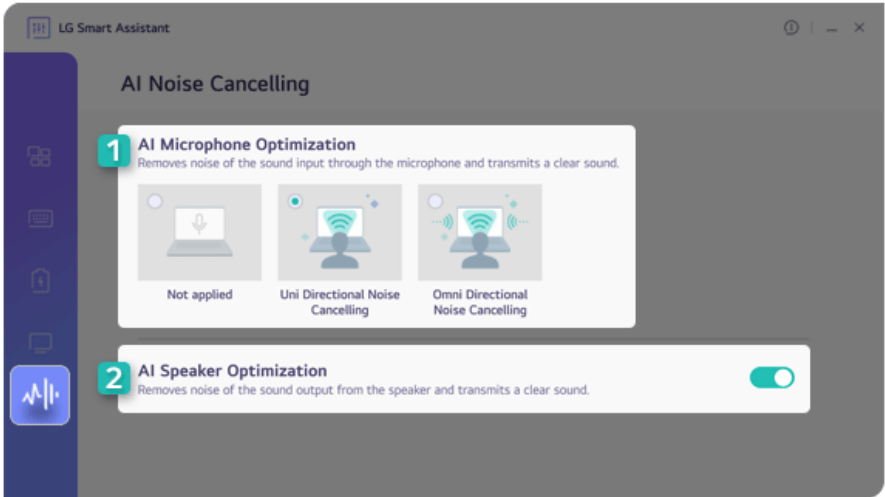 LG Smart Assistant
AI Noise Cancelling
1
AI Microphone Optimization
Removes noise of the sound input through the microphone and transmits a clear sound.
Not applied
Uni Directional Noise
Cancelling
Omni Directional
Noise Cancelling
2
AI Speaker Optimization
Removes noise of the sound output from the speaker and transmits a clear sound.